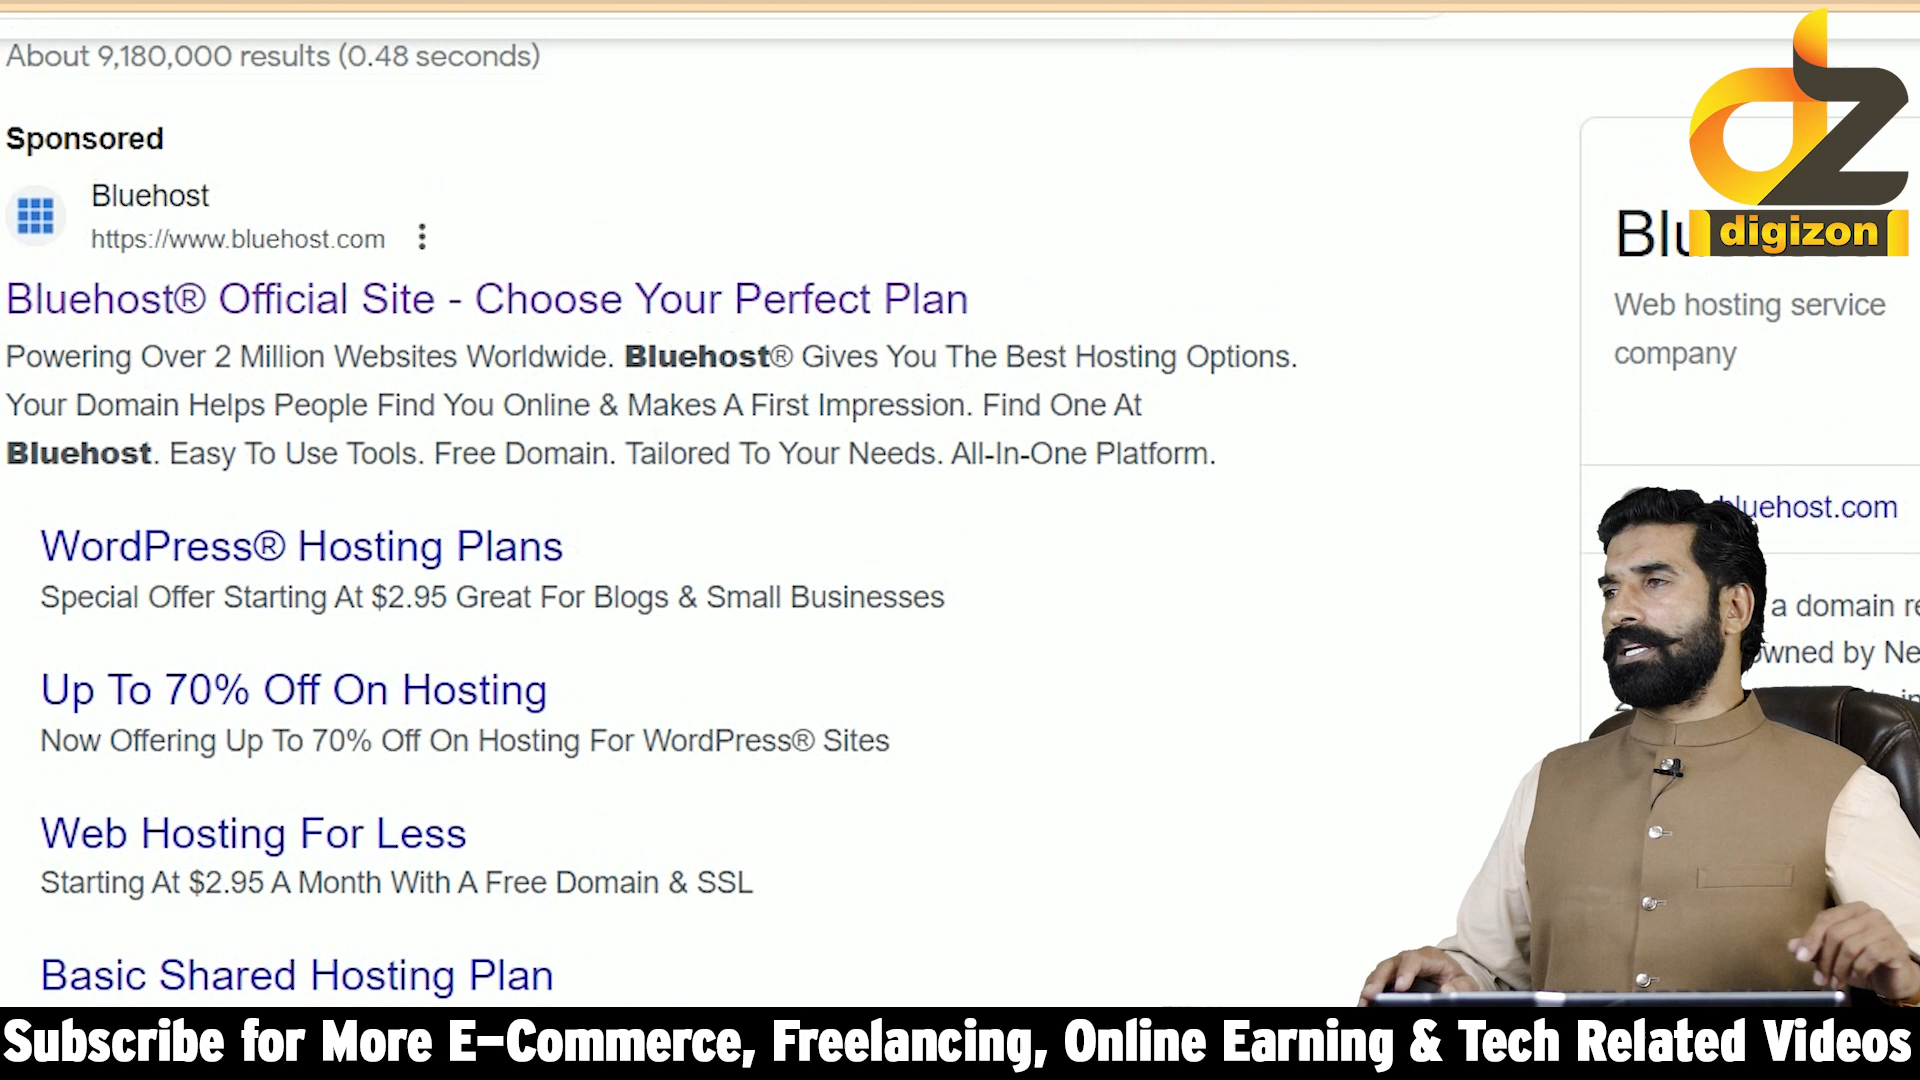 About 9,180,000 results (0.48 seconds)
Sponsored
Bluehost
https://www.bluehost.com
Bluehost® Official Site - Choose Your Perfect Plan
Powering Over 2 Million Websites Worldwide. Bluehost® Gives You The Best Hosting Options.
Your Domain Helps People Find You Online & Makes A First Impression. Find One At
Bluehost. Easy To Use Tools. Free Domain. Tailored To Your Needs. All-In-One Platform.
WordPress® Hosting Plans
Special Offer Starting At $2.95 Great For Blogs & Small Businesses
Up To 70% Off On Hosting
Now Offering Up To 70% Off On Hosting For WordPress® Sites
Web Hosting For Less
Starting At $2.95 A Month With A Free Domain & SSL
Basic Shared Hosting Plan
dz
digizon
Web hosting service
company
bluehost.com
a domain
owned by
Subscribe for More E-Commerce, Freelancing, Online Earning & Tech Related Videos